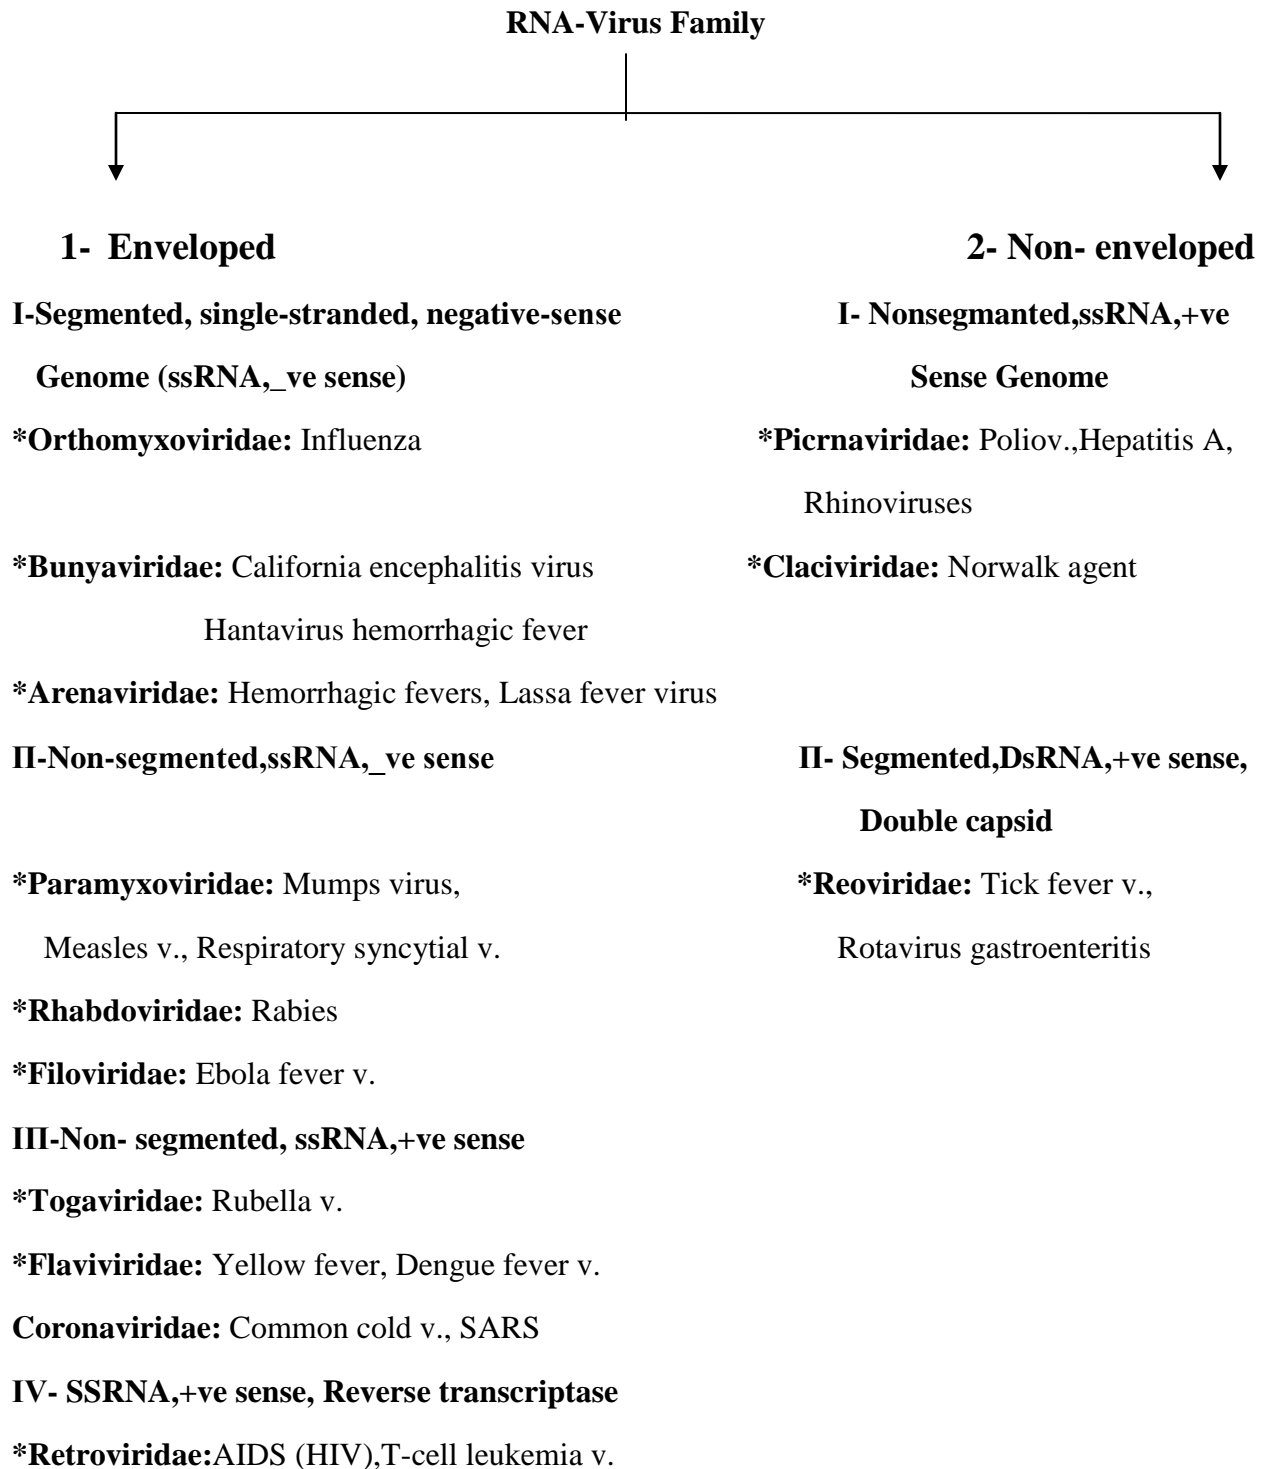 RNA-Virus Family
1- Enveloped
2- Non- enveloped
I-Segmented, single-stranded, negative-sense
I- Nonsegmanted,ssRNA,+ve
Genome (ssRNA,_ve sense)
Sense Genome
*Orthomyxoviridae: Influenza
*Picrnaviridae: Poliov.,Hepatitis A,
Rhinoviruses
*Bunyaviridae: California encephalitis virus
*Claciviridae: Norwalk agent
Hantavirus hemorrhagic fever
*Arenaviridae: Hemorrhagic fevers, Lassa fever virus
II-Non-segmented,ssRNA,_ve sense
II- Segmented,DsRNA,+ve sense,
Double capsid
*Paramyxoviridae: Mumps virus,
*Reoviridae: Tick fever v.,
Measles v., Respiratory syncytial v.
Rotavirus gastroenteritis
*Rhabdoviridae: Rabies
*Filoviridae: Ebola fever v.
III-Non- segmented, ssRNA,+ve sense
*Togaviridae: Rubella v.
*Flaviviridae: Yellow fever, Dengue fever v.
Coronaviridae: Common cold v., SARS
IV- SSRNA,+ve sense, Reverse transcriptase
*Retroviridae:AIDS (HIV),T-cell leukemia v.